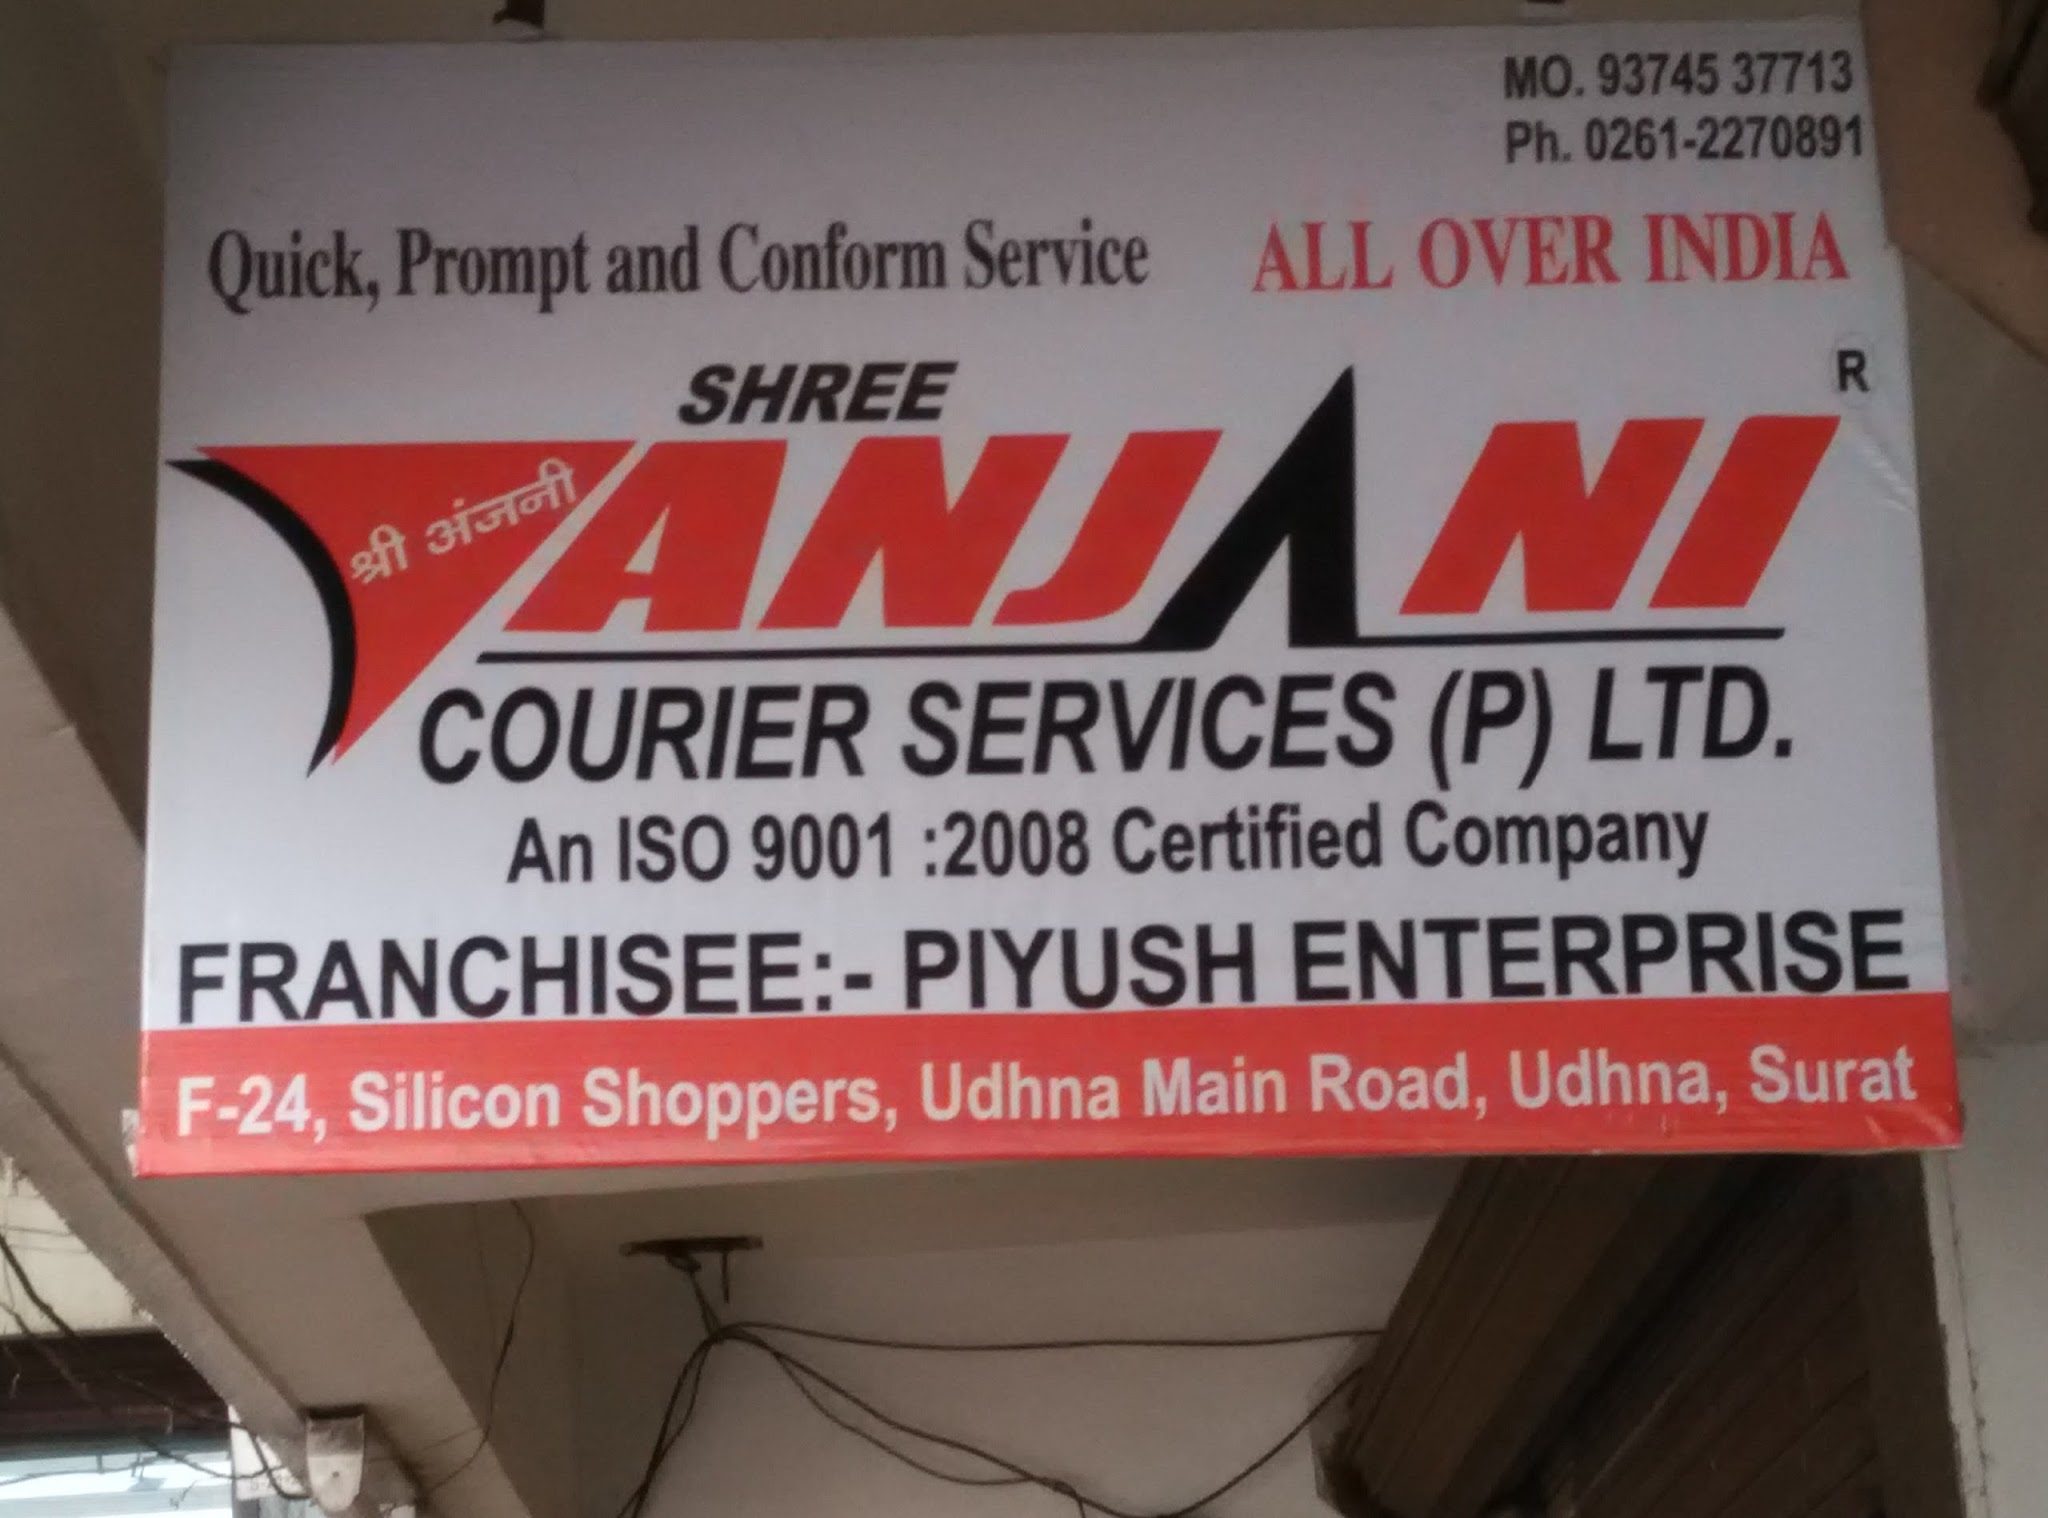 MO. 93745 37713
Ph. 0261-2270891
Quick, Prompt and Conform Service ALL OVER INDIA
SHREE
R
श्री अंजनी ANJANI
COURIER SERVICES (P) LTD.
An ISO 9001 :2008 Certified Company
FRANCHISEE:- PIYUSH ENTERPRISE
F-24, Silicon Shoppers, Udhna Main Road, Udhna, Surat